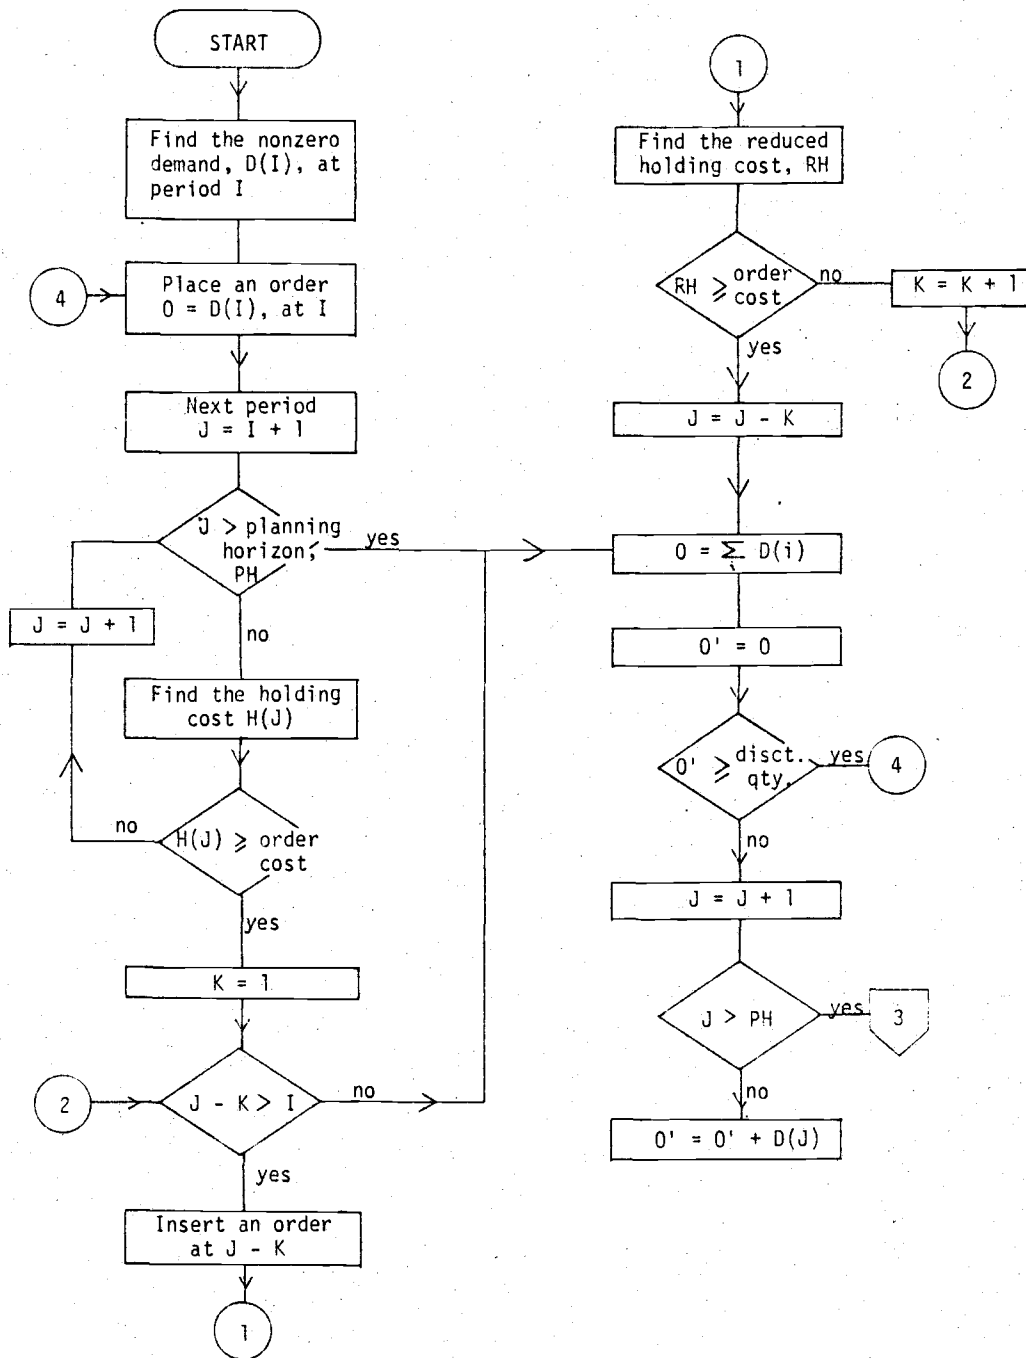 START
Find the nonzero
demand, D(I), at
period I
4
Place an order
O = D(I), at I
Next period
J = I + 1
J > planning
horizon,
PH
yes
J = J + 1
no
Find the holding
cost H(J)
no
H(J) ⩾ order
cost
yes
K = 1
2
J - K > I
no
yes
Insert an order
at J - K
1
1
Find the reduced
holding cost, RH
RH ⩾ order
cost
no
K = K + 1
2
yes
J = J - K
O = ∑ D(i)
i
O' = O
O' ⩾ disct.
qty.
yes
4
no
J = J + 1
J > PH
yes
3
no
O' = O' + D(J)